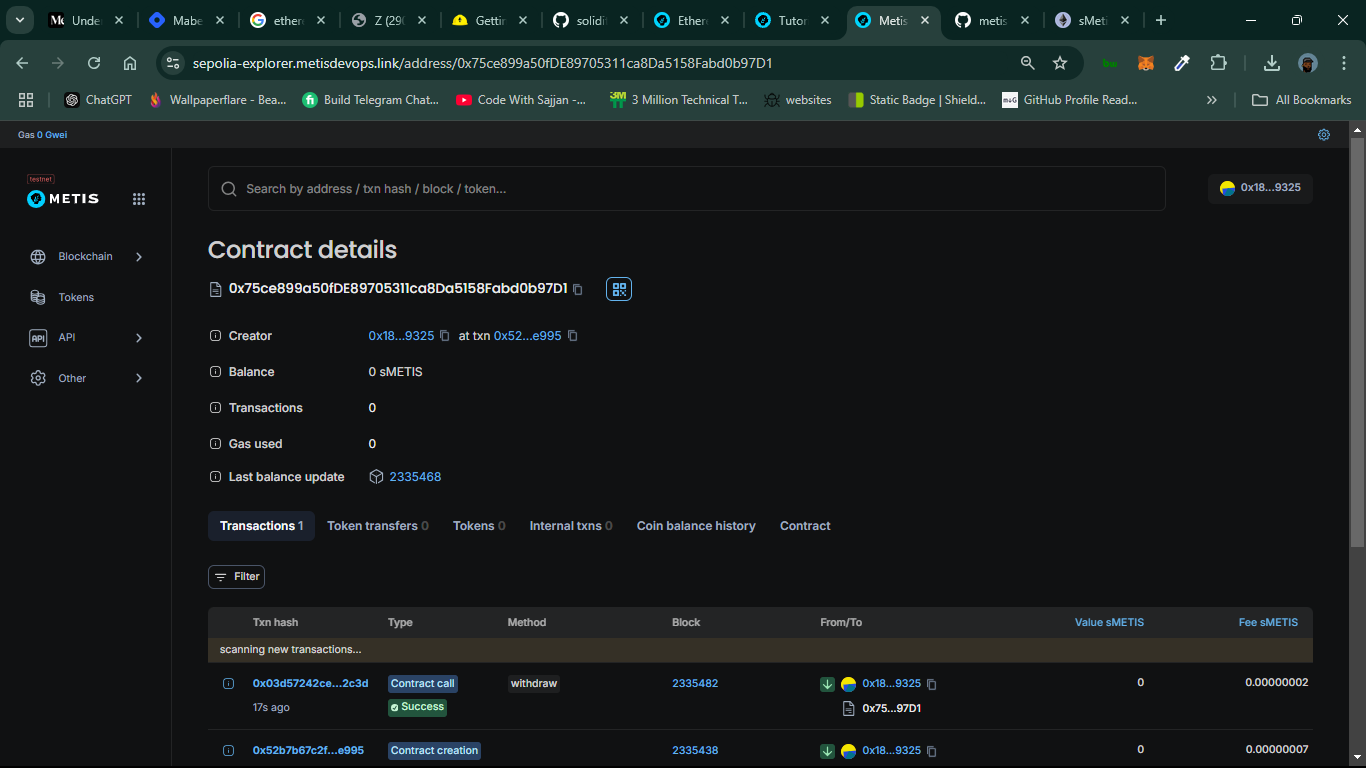 Unde
Mabe
ether
Z (290
Gettin
solidit
Ether
Tutor
Metis
metis
sMeti
sepolia-explorer.metisdevops.link/address/0x75ce899a50fDE89705311ca8Da5158Fabd0b97D1
ChatGPT
Wallpaperflare - Bea...
Build Telegram Chat...
Code With Sajjan -...
3 Million Technical T...
websites
Static Badge | Shield...
GitHub Profile Read...
All Bookmarks
Gas 0 Gwei
testnet
METIS
Search by address / txn hash / block / token...
0x18...9325
Blockchain
Tokens
API
Other
Contract details
0x75ce899a50fDE89705311ca8Da5158Fabd0b97D1
Creator 0x18...9325 at txn 0x52...e995
Balance 0 sMETIS
Transactions 0
Gas used 0
Last balance update 2335468
Transactions 1 Token transfers 0 Tokens 0 Internal txns 0 Coin balance history Contract
Filter
Txn hash Type Method Block From/To Value sMETIS Fee sMETIS
scanning new transactions...
0x03d57242ce...2c3d Contract call withdraw 2335482 0x18...9325 0 0.00000002
17s ago Success 0x75...97D1
0x52b7b67c2f...e995 Contract creation 2335438 0x18...9325 0 0.00000007